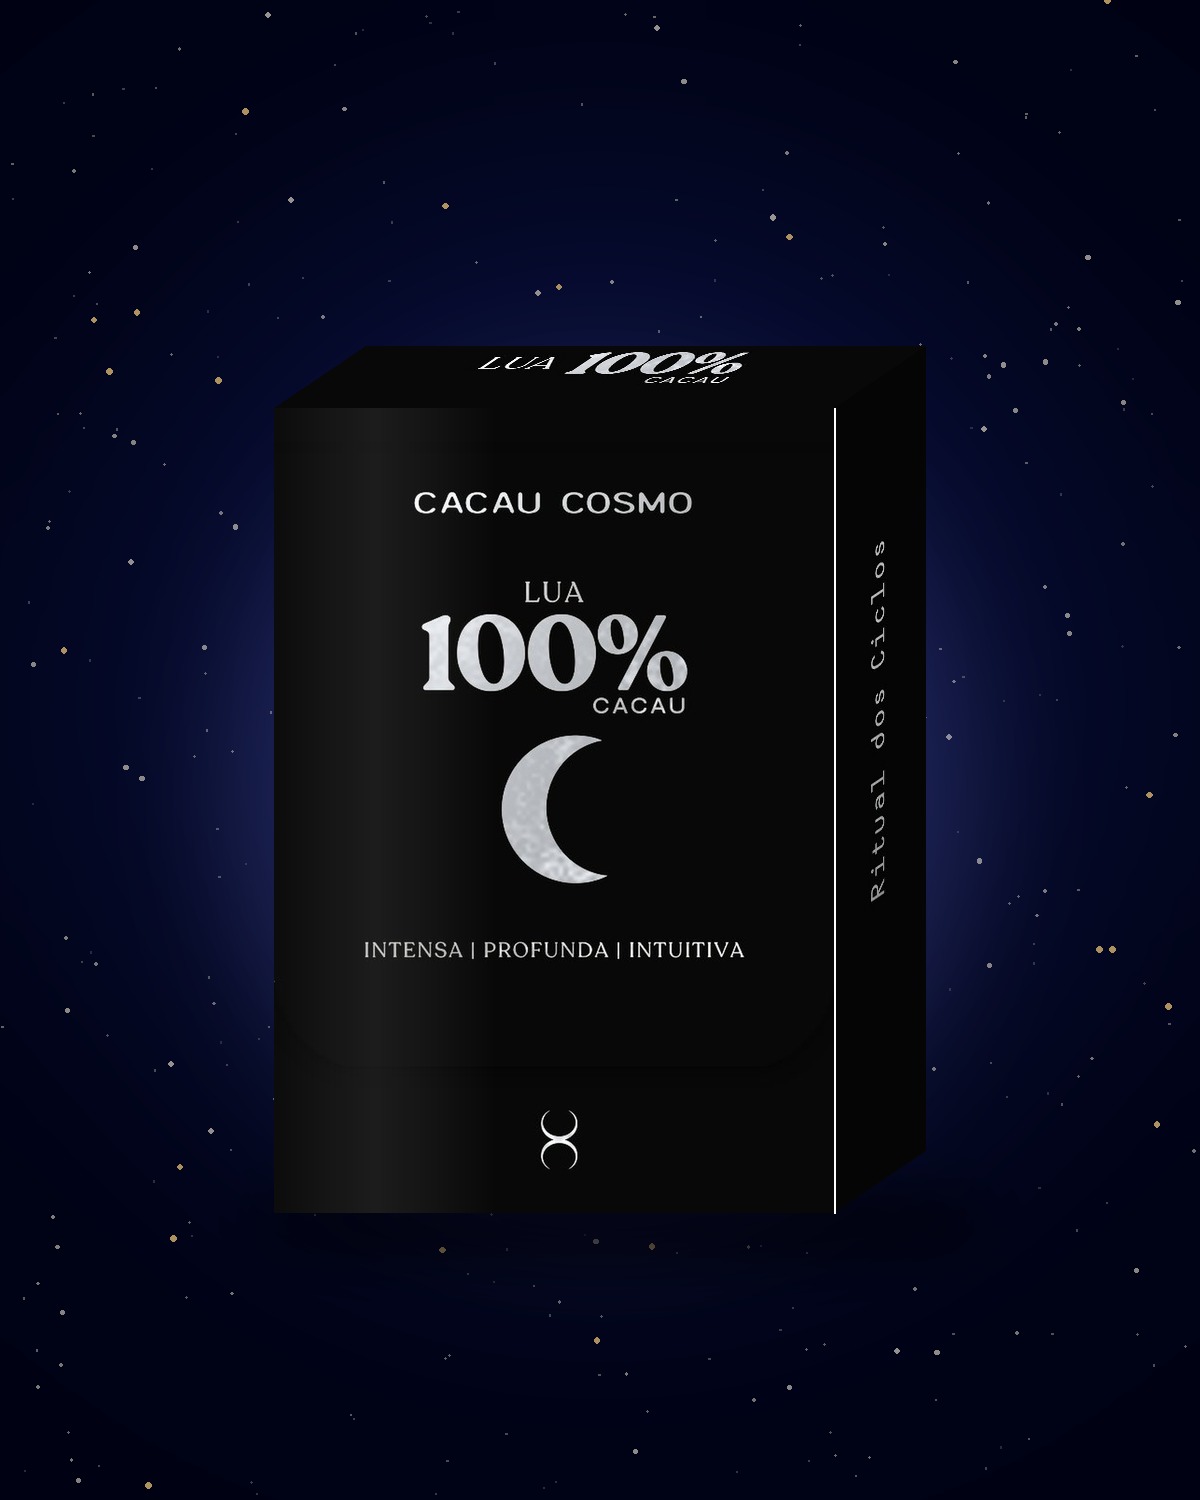 LUA 100%
CACAU
CACAU COSMO
LUA
100%
CACAU
INTENSA | PROFUNDA | INTUITIVA
Ritual dos Ciclos